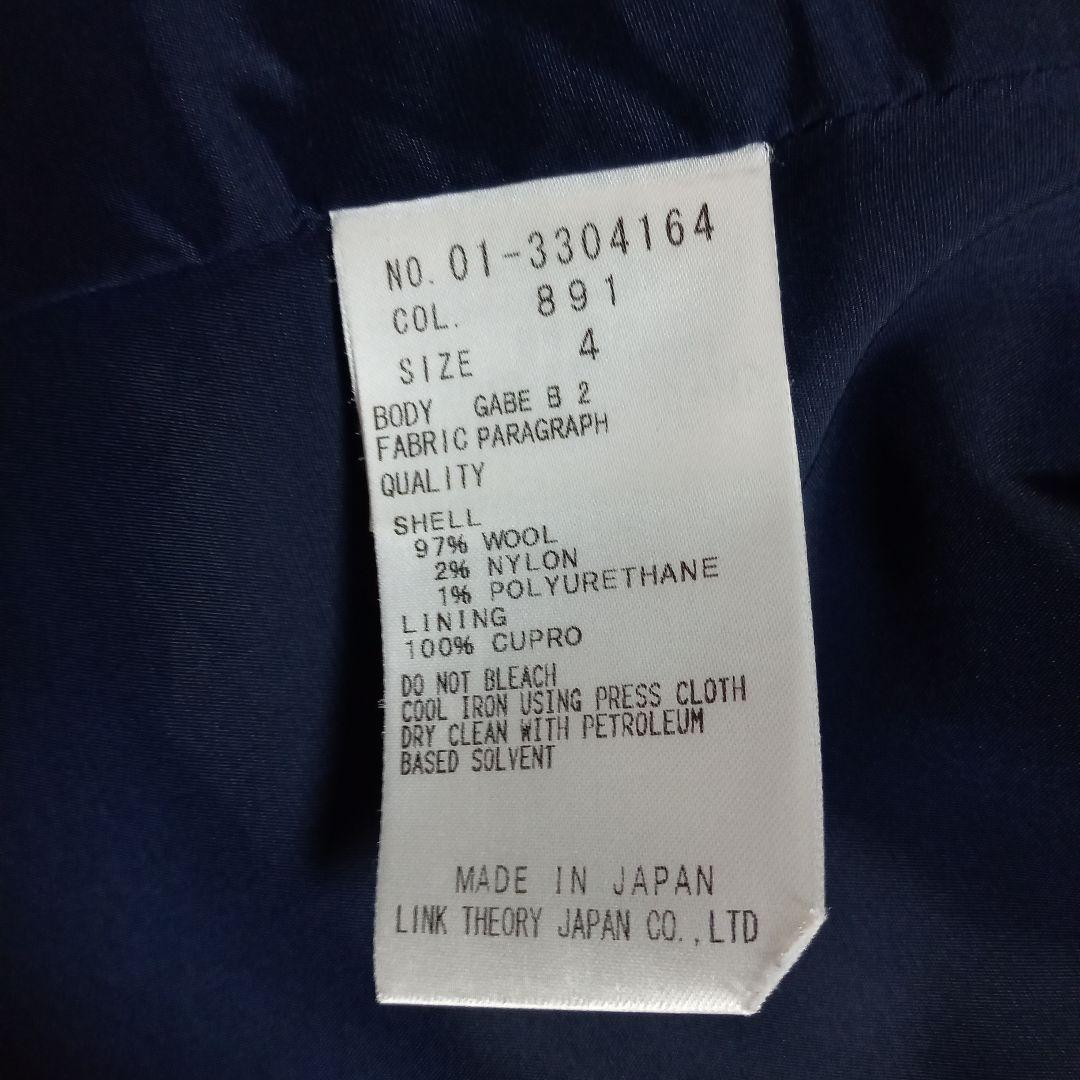 NO. 01-3304164
COL. 891
SIZE 4
BODY GABE B 2
FABRIC PARAGRAPH
QUALITY
SHELL
97% WOOL
2% NYLON
1% POLYURETHANE
LINING
100% CUPRO
DO NOT BLEACH
COOL IRON USING PRESS CLOTH
DRY CLEAN WITH PETROLEUM
BASED SOLVENT
MADE IN JAPAN
LINK THEORY JAPAN CO.,LTD